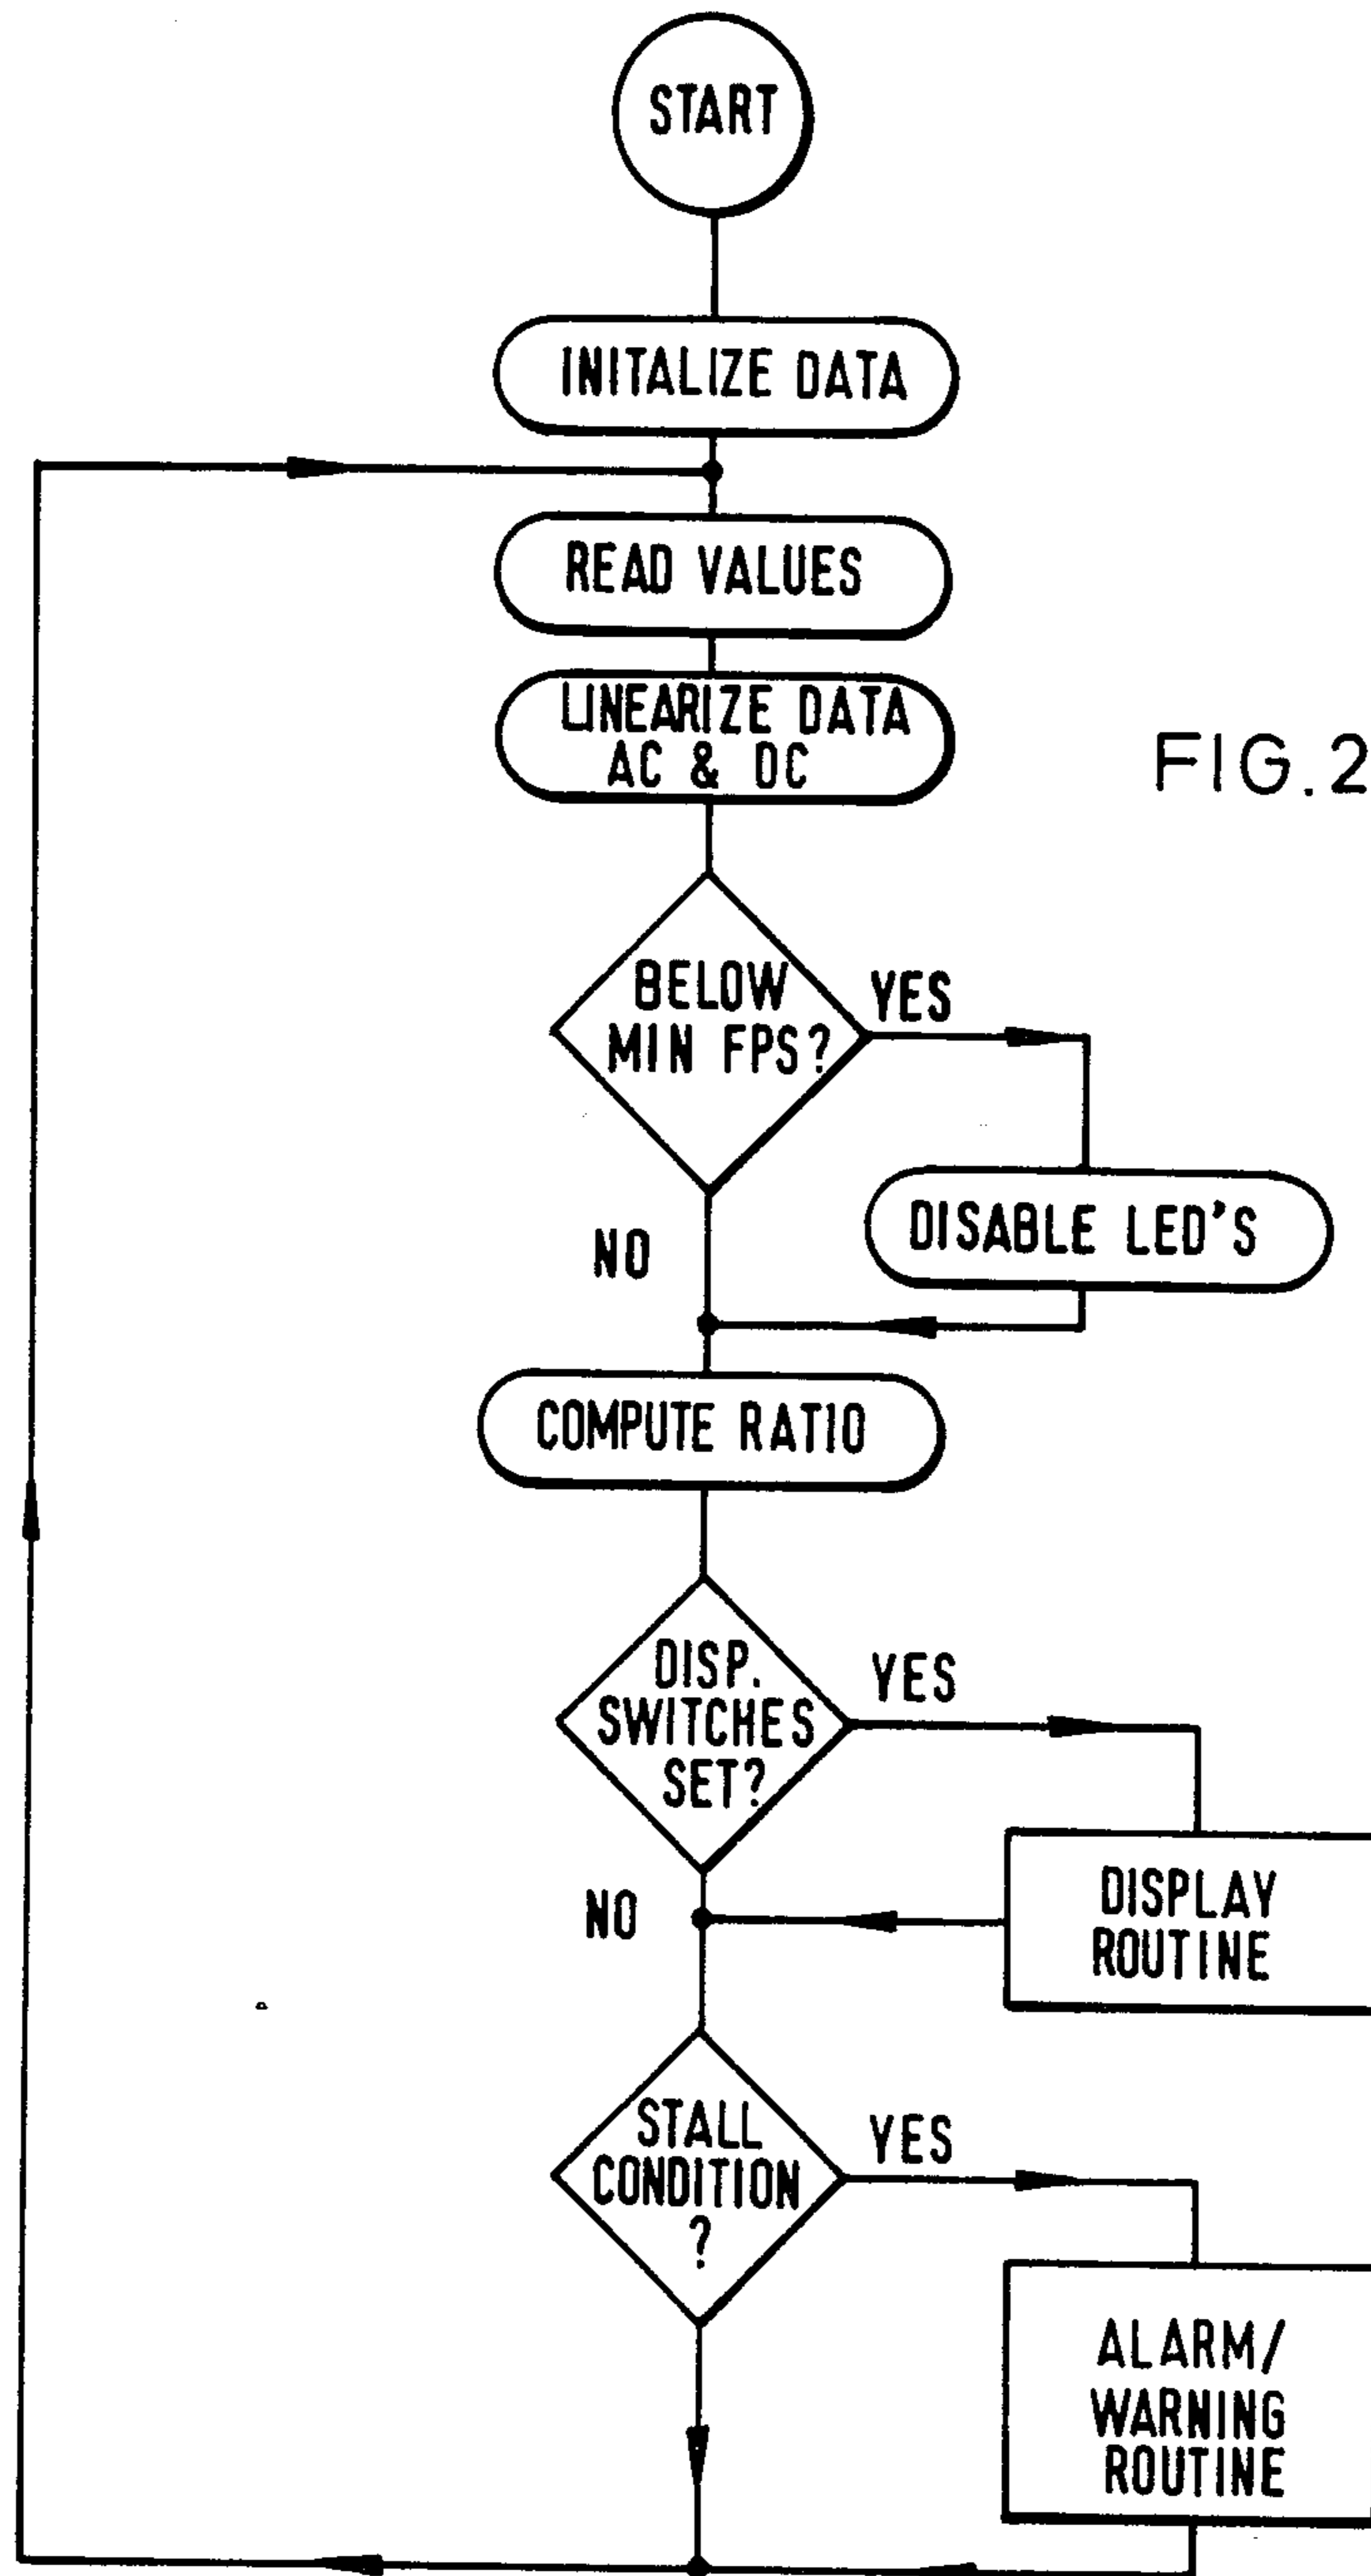 START
INITALIZE DATA
READ VALUES
LINEARIZE DATA
AC & DC
FIG.2
BELOW
MIN FPS?
YES
DISABLE LED'S
NO
COMPUTE RATIO
DISP.
SWITCHES
SET?
YES
DISPLAY
ROUTINE
NO
STALL
CONDITION
?
YES
ALARM/
WARNING
ROUTINE